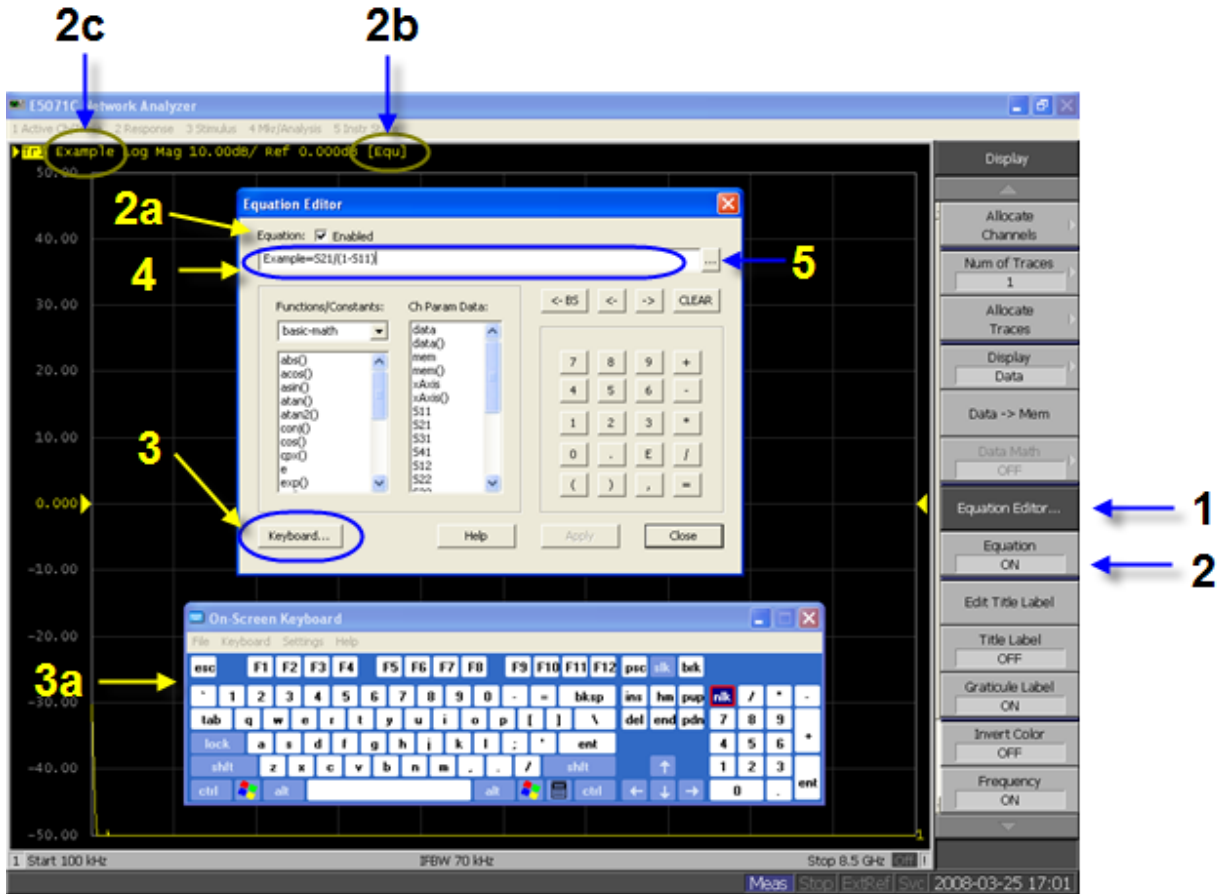 2c
2b
E5071C Network Analyzer
1 Active Ch/Trace 2 Response 3 Stimulus 4 Mkr/Analysis 5 Instr State
Tr1 Example Log Mag 10.00dB/ Ref 0.000dB [Equ]
50.00
40.00
30.00
20.00
10.00
0.000
-10.00
-20.00
-30.00
-40.00
-50.00
2a
4
5
3
3a
Equation Editor
Equation: Enabled
Example=S21/(1-S11)
...
Functions/Constants:
basic-math
abs()
acos()
asin()
atan()
atan2()
conj()
cos()
cpx()
e
exp()
Ch Param Data:
data
data()
mem
mem()
xAxis
xAxis()
S11
S21
S31
S41
S12
S22
<- BS <- -> CLEAR
7 8 9 +
4 5 6 -
1 2 3 *
0 . E /
( ) , =
Keyboard... Help Apply Close
On-Screen Keyboard
File Keyboard Settings Help
esc F1 F2 F3 F4 F5 F6 F7 F8 F9 F10 F11 F12 psc slk brk
` 1 2 3 4 5 6 7 8 9 0 - = bksp ins hm pup nlk / * -
tab q w e r t y u i o p [ ] \ del end pdn 7 8 9 +
lock a s d f g h j k l ; ' ent 4 5 6
shft z x c v b n m , . / shft ↑ 1 2 3 ent
ctrl alt alt ctrl ← ↓ → 0 .
Display
Allocate
Channels
Num of Traces
1
Allocate
Traces
Display
Data
Data -> Mem
Data Math
OFF
Equation Editor...
Equation
ON
Edit Title Label
Title Label
OFF
Graticule Label
ON
Invert Color
OFF
Frequency
ON
1
2
1
1 Start 100 kHz IFBW 70 kHz Stop 8.5 GHz Off !
Meas Stop ExtRef Svc 2008-03-25 17:01